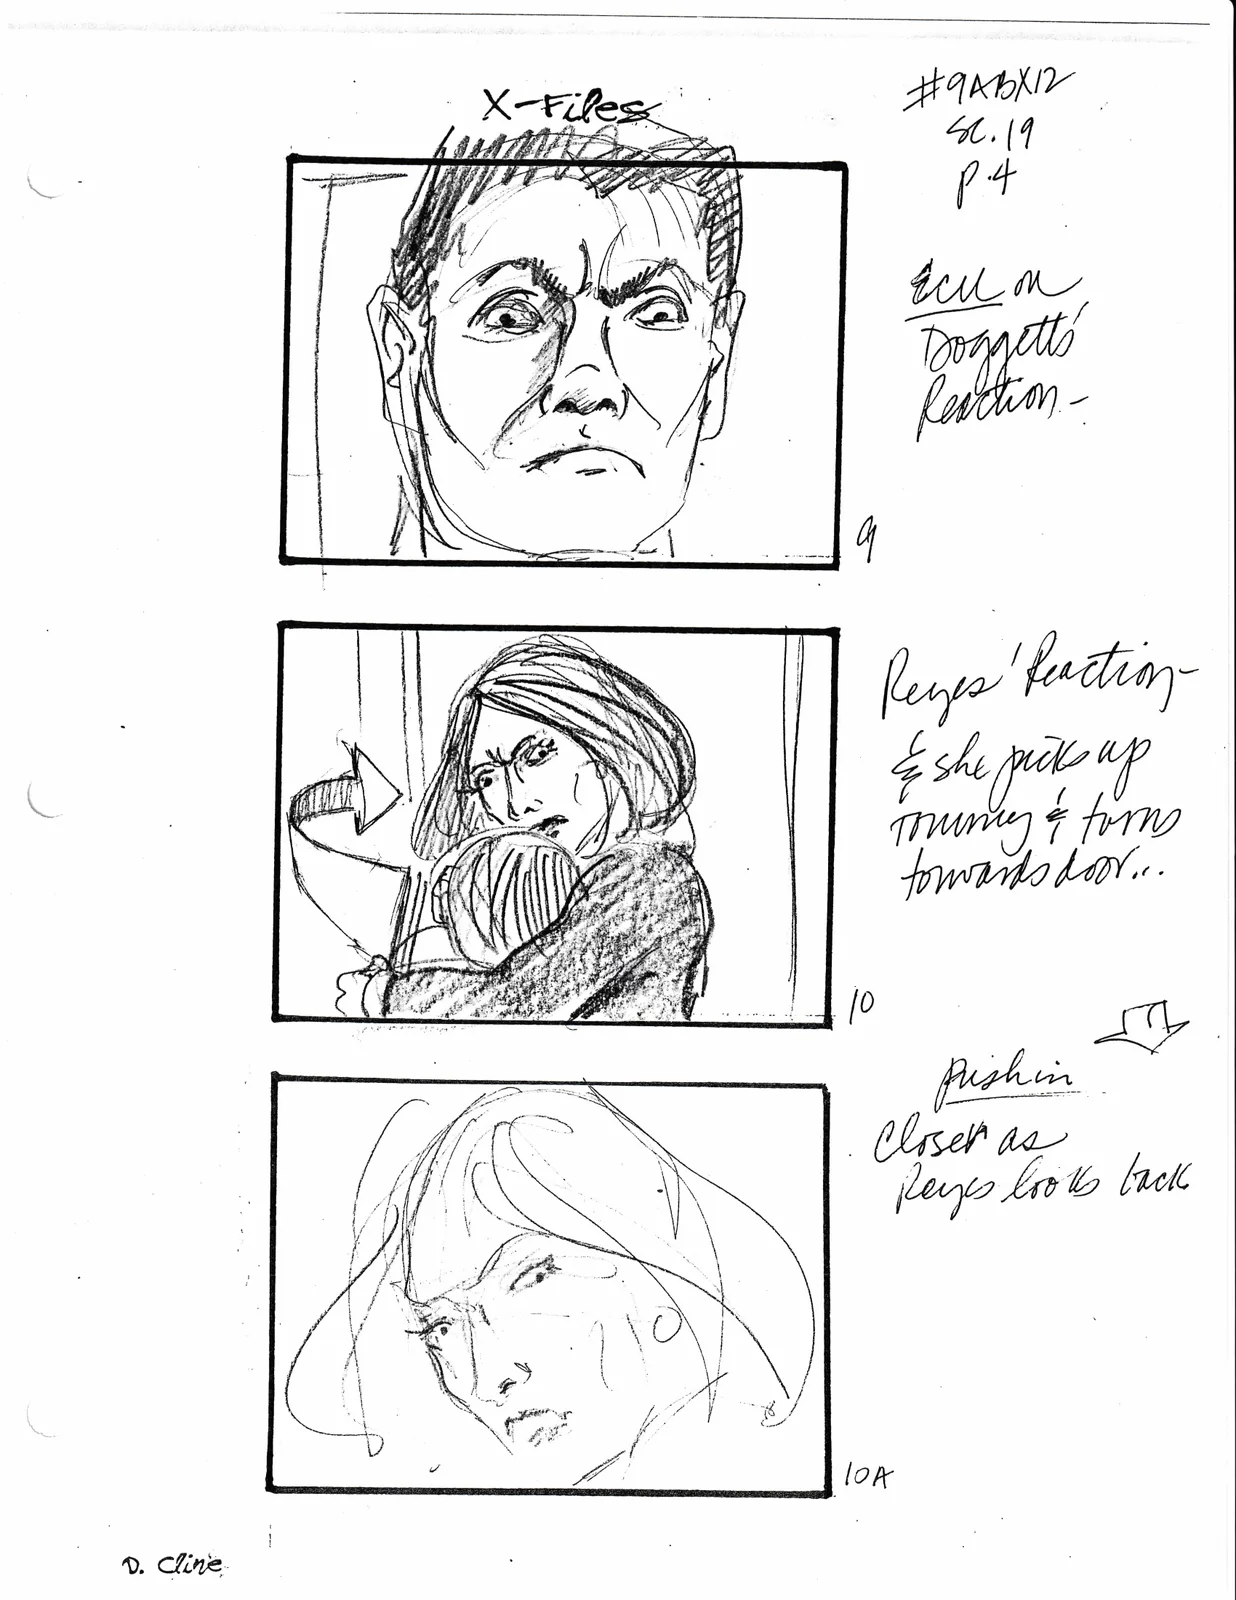 X-Files
#9ABX12
SC. 19
P. 4
ECU on
Doggett's'
Reaction -
9
Reyes' Reaction -
& she picks up
Tommy & turns
towards door...
10
push in
closer as
Reyes looks back
10A
D. Cline